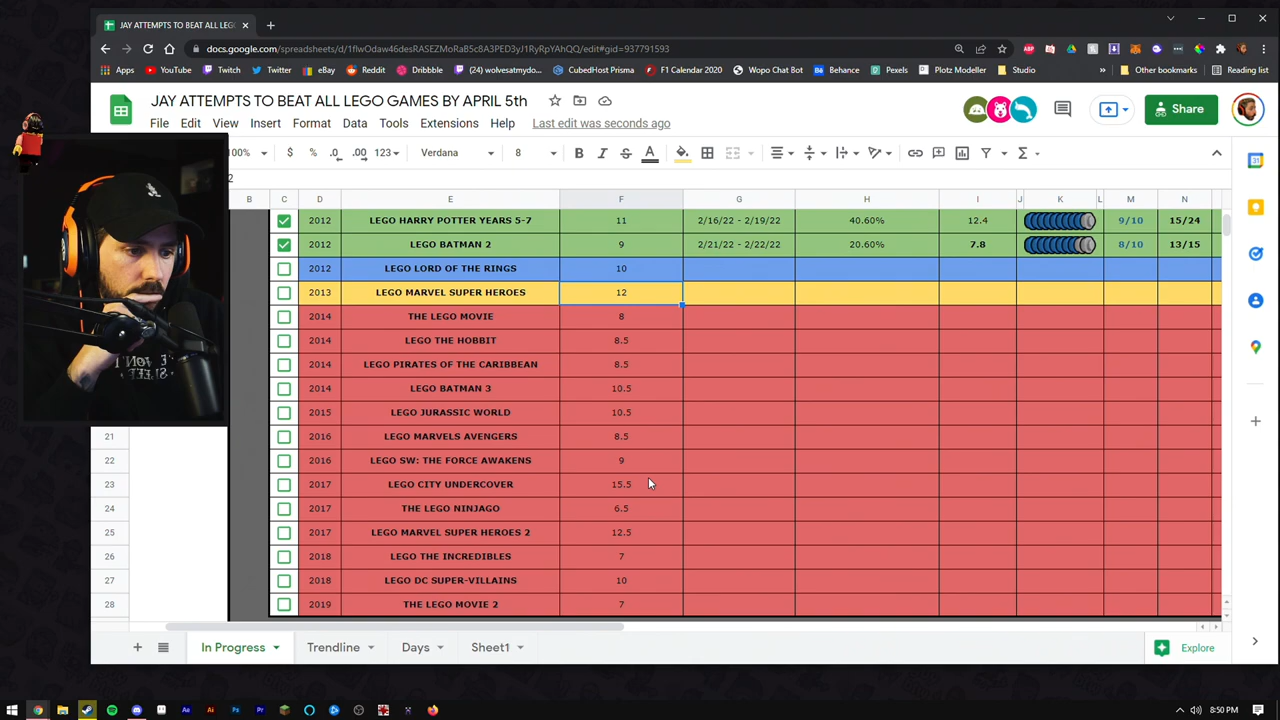 JAY ATTEMPTS TO BEAT ALL LEG
docs.google.com/spreadsheets/d/1flwOdaw46desRASEZMoRaB5c8A3PED3yJ1RyRpYAhQQ/edit#gid=937791593
Apps YouTube Twitch Twitter eBay Reddit Dribbble (24) wolvesatmydo... CubedHost Prisma F1 Calendar 2020 Wopo Chat Bot Behance Pexels Plotz Modeller Studio » Other bookmarks Reading list
JAY ATTEMPTS TO BEAT ALL LEGO GAMES BY APRIL 5th
Share
File Edit View Insert Format Data Tools Extensions Help Last edit was seconds ago
100% $ % .0 .00 123 Verdana 8 B I S A
B C D E F G H I J K L M N
2012 LEGO HARRY POTTER YEARS 5-7 11 2/16/22 - 2/19/22 40.60% 12.4 9/10 15/24
2012 LEGO BATMAN 2 9 2/21/22 - 2/22/22 20.60% 7.8 8/10 13/15
2012 LEGO LORD OF THE RINGS 10
2013 LEGO MARVEL SUPER HEROES 12
2014 THE LEGO MOVIE 8
2014 LEGO THE HOBBIT 8.5
2014 LEGO PIRATES OF THE CARIBBEAN 8.5
2014 LEGO BATMAN 3 10.5
2015 LEGO JURASSIC WORLD 10.5
21 2016 LEGO MARVELS AVENGERS 8.5
22 2016 LEGO SW: THE FORCE AWAKENS 9
23 2017 LEGO CITY UNDERCOVER 15.5
24 2017 THE LEGO NINJAGO 6.5
25 2017 LEGO MARVEL SUPER HEROES 2 12.5
26 2018 LEGO THE INCREDIBLES 7
27 2018 LEGO DC SUPER-VILLAINS 10
28 2019 THE LEGO MOVIE 2 7
In Progress Trendline Days Sheet1 Explore
8:50 PM